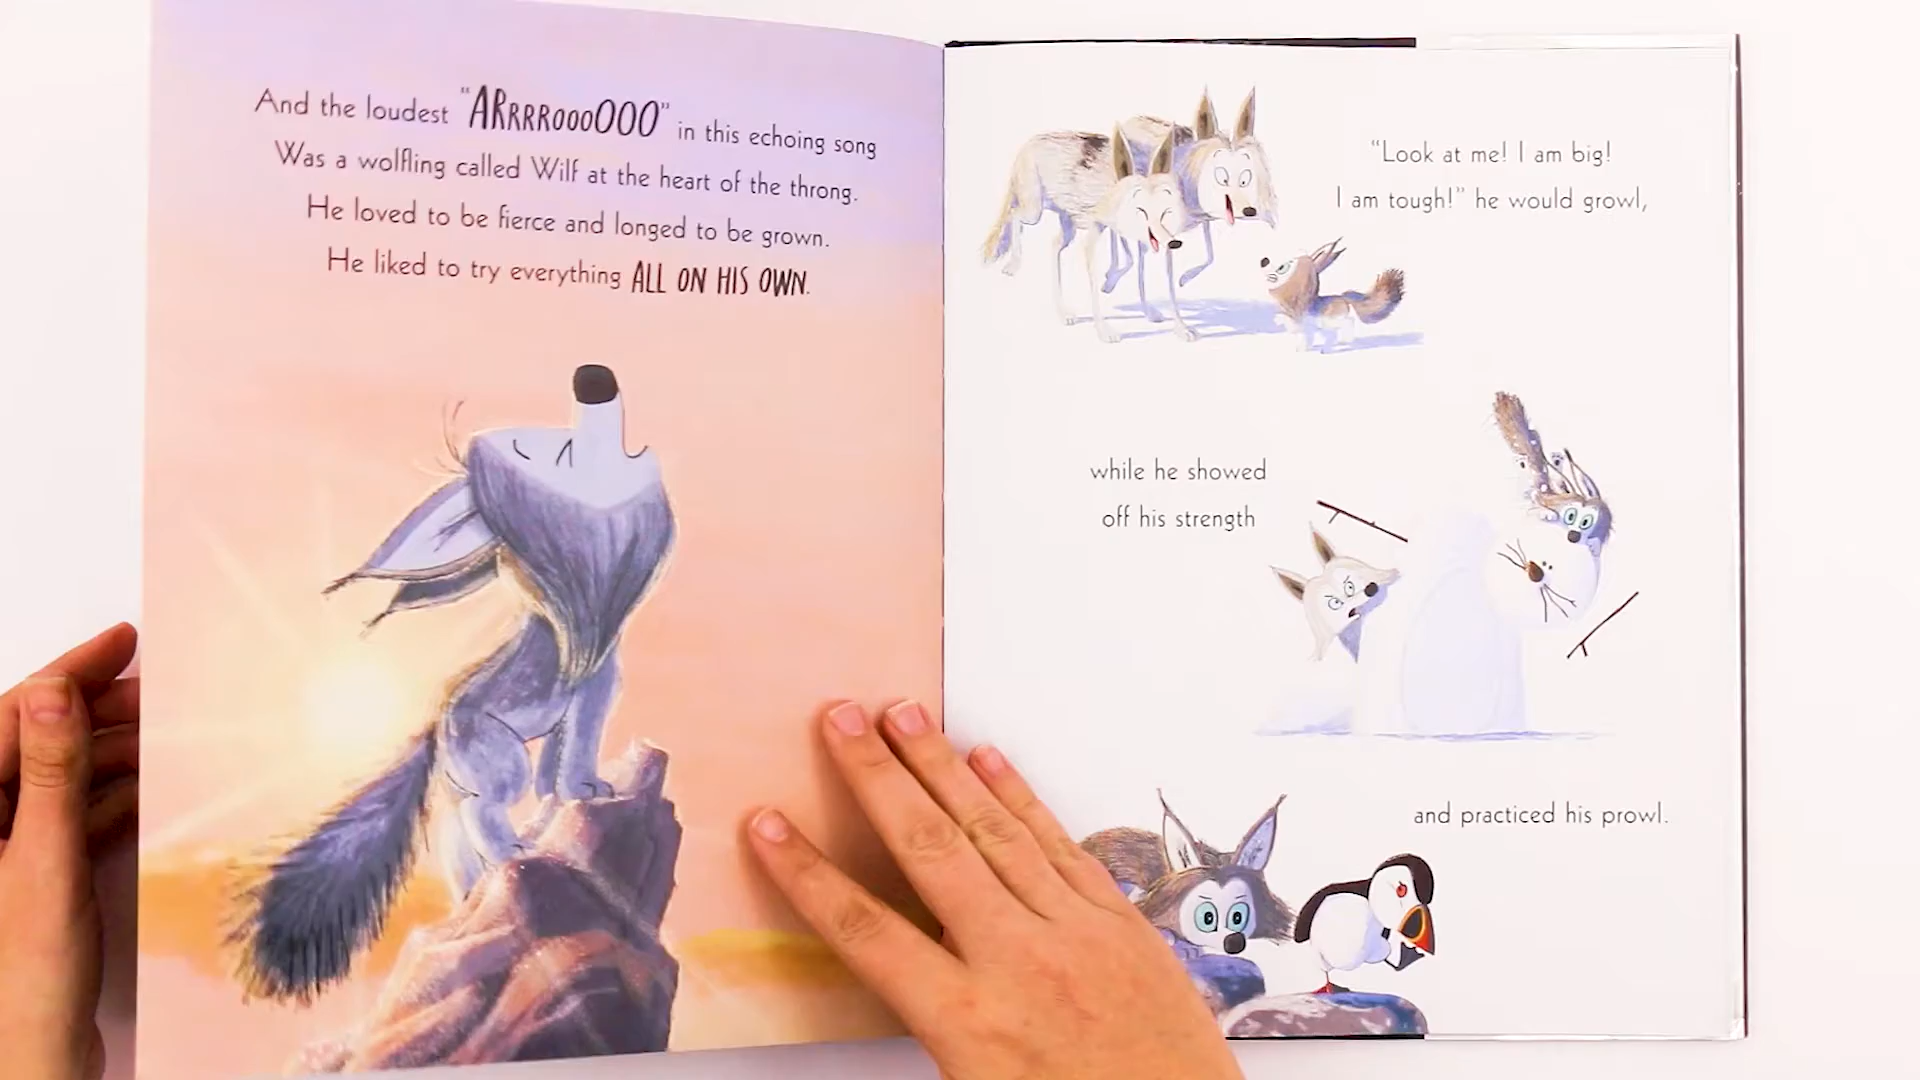 And the loudest "ARRRROOOOOO" in this echoing song
Was a wolfling called Wilf at the heart of the throng.
He loved to be fierce and longed to be grown.
He liked to try everything ALL ON HIS OWN.
"Look at me! I am big!
I am tough!" he would growl,
while he showed
off his strength
and practiced his prowl.